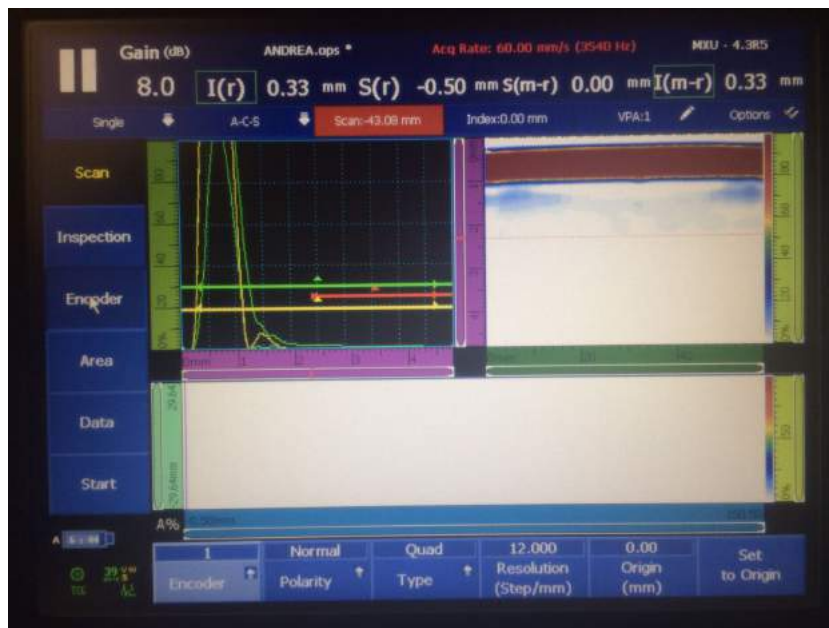 Gain (dB) ANDREA.ops * Acq Rate: 60.00 mm/s (3540 Hz) MXU - 4.3R5
8.0 I(r) 0.33 mm S(r) -0.50 mm S(m-r) 0.00 mm I(m-r) 0.33 mm
Single A-C-S Scan:-43.08 mm Index:0.00 mm VPA:1 Options
Scan
Inspection
Encoder
Area
Data
Start
A%
1 Normal Quad 12.000 0.00 Set
Encoder Polarity Type Resolution Origin to Origin
(Step/mm) (mm)